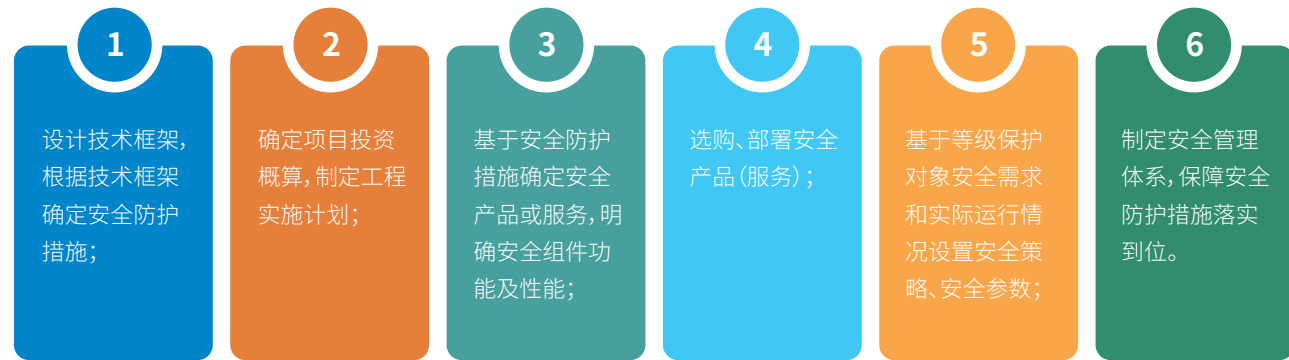 1
设计技术框架，
根据技术框架
确定安全防护
措施；
2
确定项目投资
概算，制定工程
实施计划；
3
基于安全防护
措施确定安全
产品或服务，明
确安全组件功
能及性能；
4
选购、部署安全
产品（服务）；
5
基于等级保护
对象安全需求
和实际运行情
况设置安全策
略、安全参数；
6
制定安全管理
体系，保障安全
防护措施落实
到位。